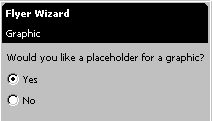 Flyer Wizard
Graphic
Would you like a placeholder for a graphic?
Yes
No